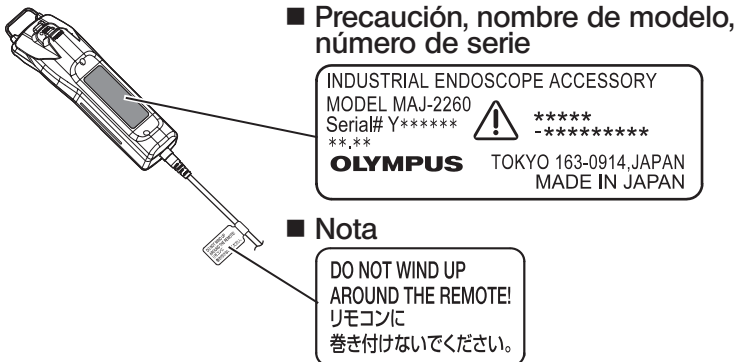 ■ Precaución, nombre de modelo,
número de serie
INDUSTRIAL ENDOSCOPE ACCESSORY
MODEL MAJ-2260
Serial# Y******
**.**
*****
-*********
OLYMPUS
TOKYO 163-0914,JAPAN
MADE IN JAPAN
■ Nota
DO NOT WIND UP
AROUND THE REMOTE!
リモコンに
巻き付けないでください。